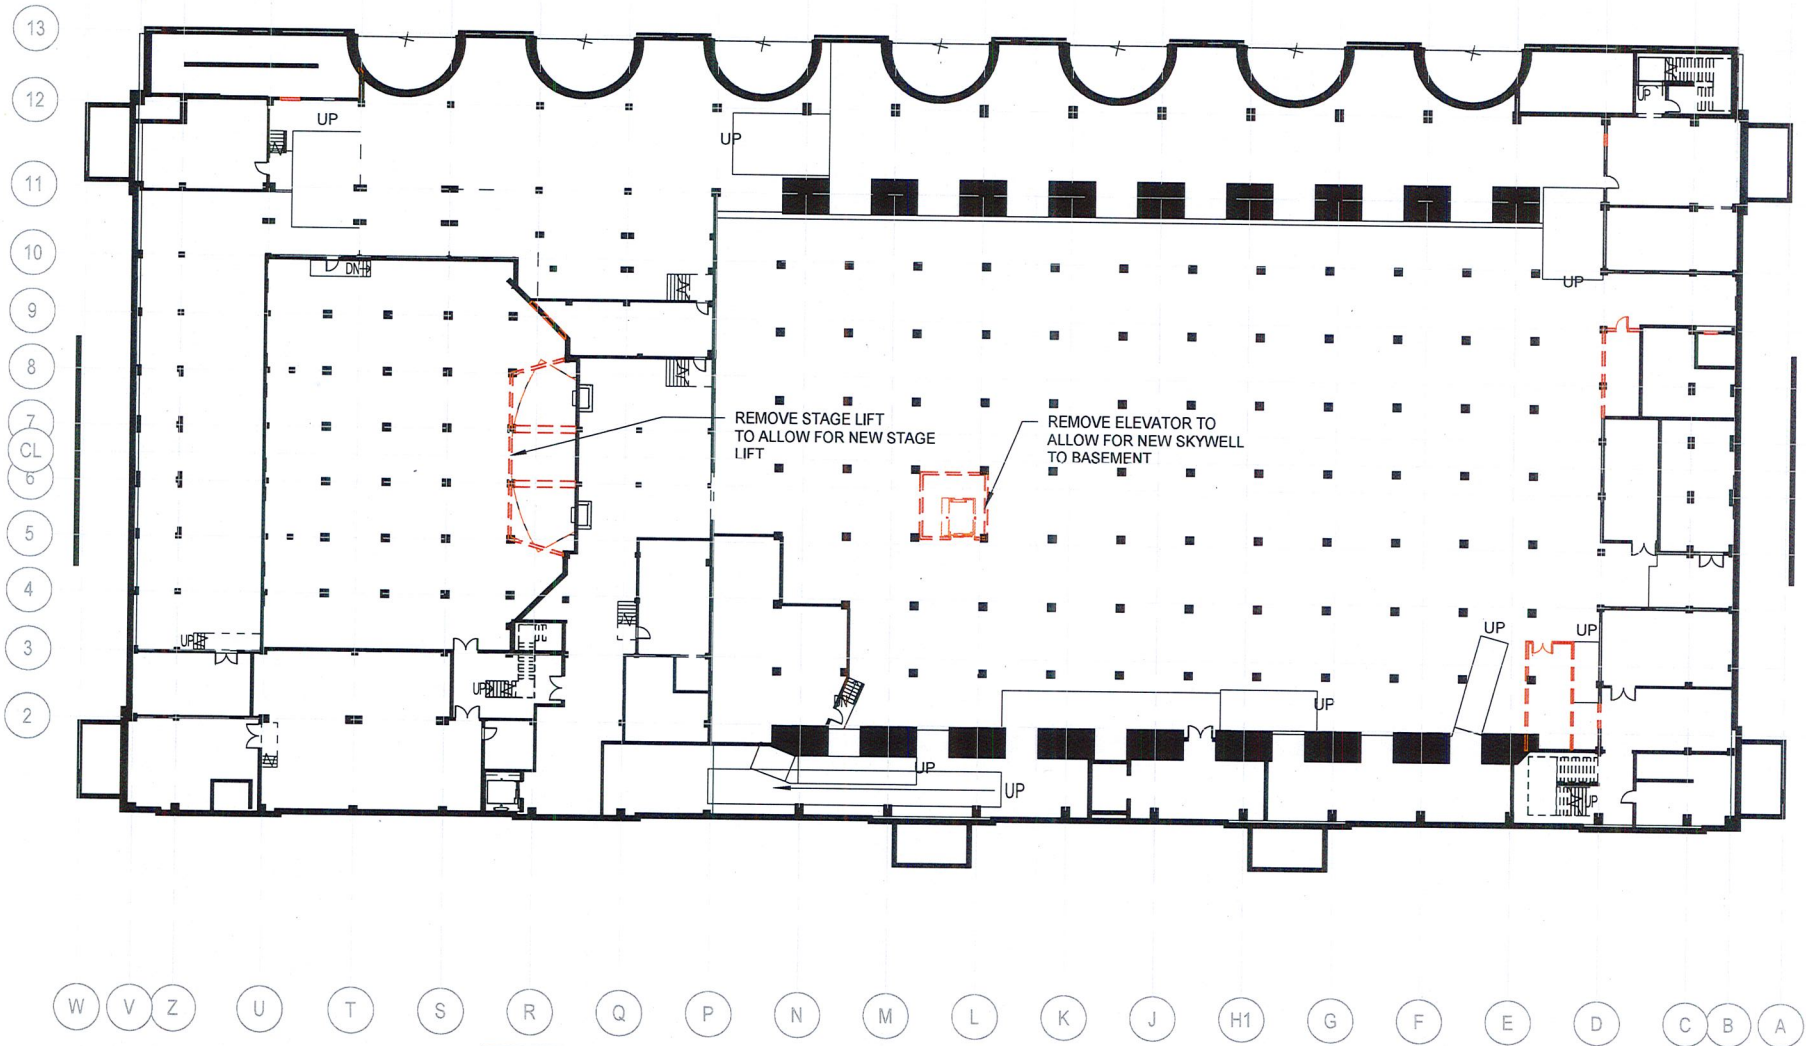 13
12
UP
UP
UP
11
10
DN
UP
9
8
7
REMOVE STAGE LIFT
TO ALLOW FOR NEW STAGE
LIFT
REMOVE ELEVATOR TO
ALLOW FOR NEW SKYWELL
TO BASEMENT
CL
6
5
4
3
UP
UP
UP
UP
2
UP
UP
UP
UP
W
V
Z
U
T
S
R
Q
P
N
M
L
K
J
H1
G
F
E
D
C
B
A